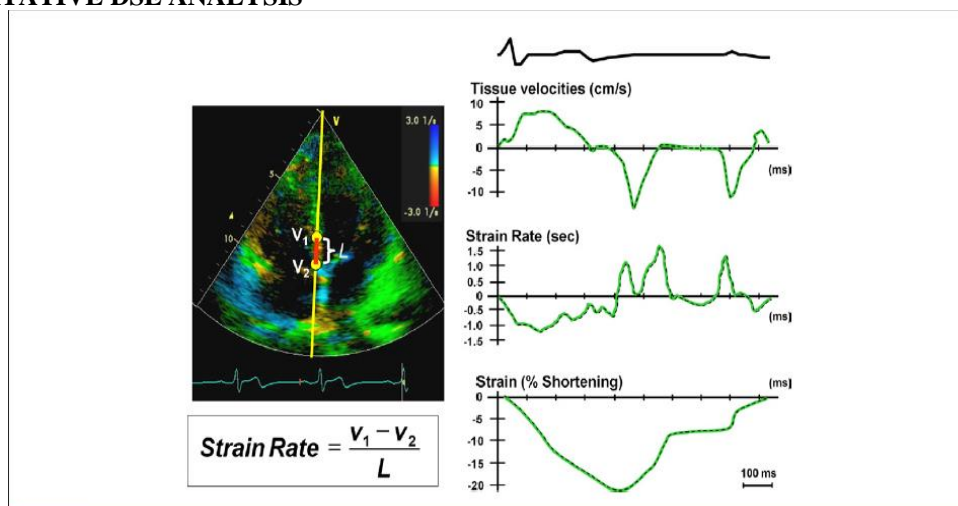 3.0 1/s
V
5
-3.0 1/s
10
V1
L
V2
Strain Rate = v1 − v2 / L
Tissue velocities (cm/s)
10
5
0
-5
-10
(ms)
Strain Rate (sec)
1.5
1.0
0.5
0
-0.5
-1.0
-1.5
(ms)
Strain (% Shortening)
(ms)
0
-5
-10
-15
-20
100 ms